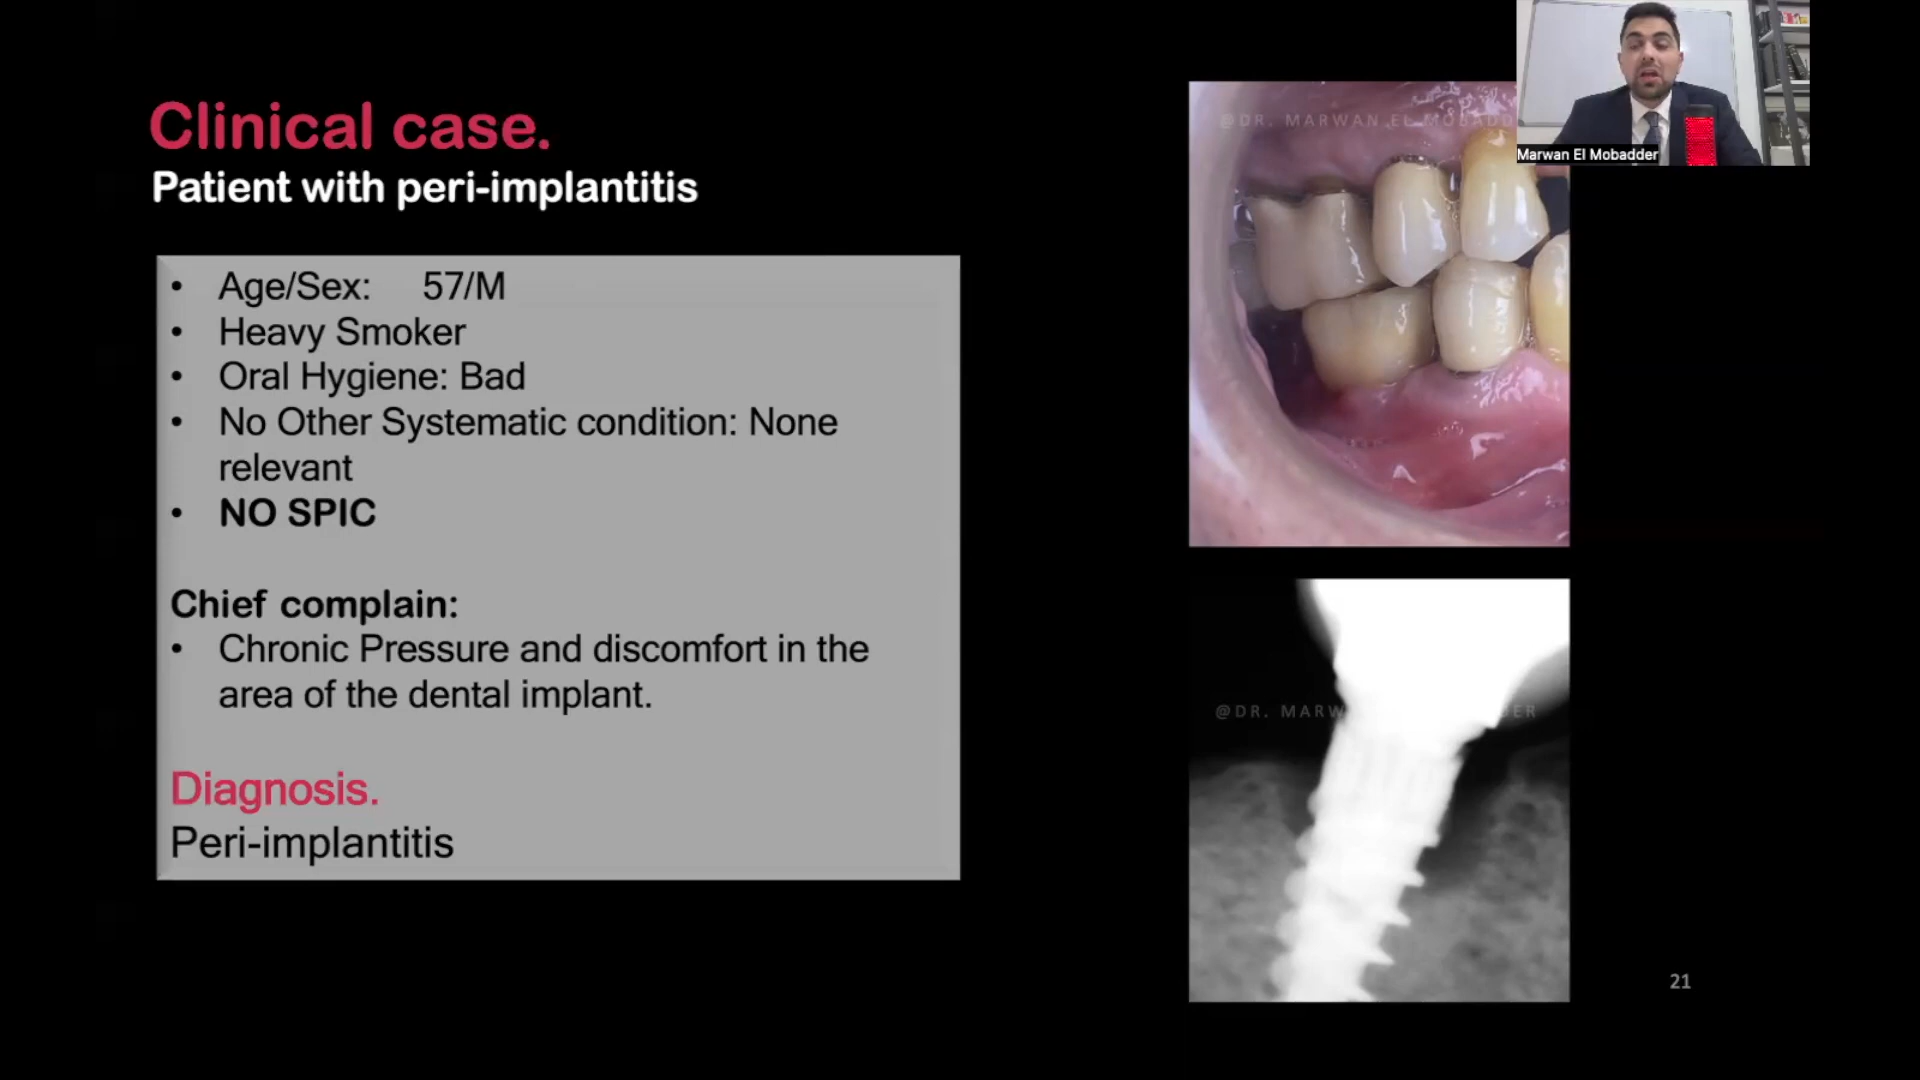 Clinical case.
Patient with peri-implantitis
• Age/Sex: 57/M
• Heavy Smoker
• Oral Hygiene: Bad
• No Other Systematic condition: None
relevant
• NO SPIC
Chief complain:
• Chronic Pressure and discomfort in the
area of the dental implant.
Diagnosis.
Peri-implantitis
@DR. MARWAN EL MOBADD
Marwan El Mobadder
@DR. MARW
ER
21